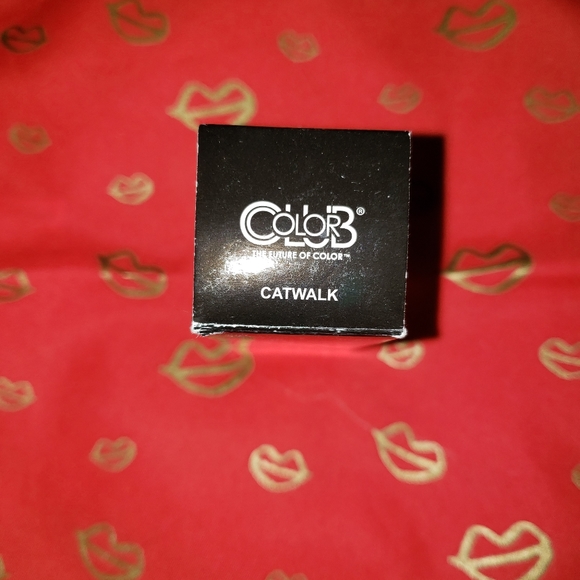 COLOR CLUB®
THE FUTURE OF COLOR™
CATWALK